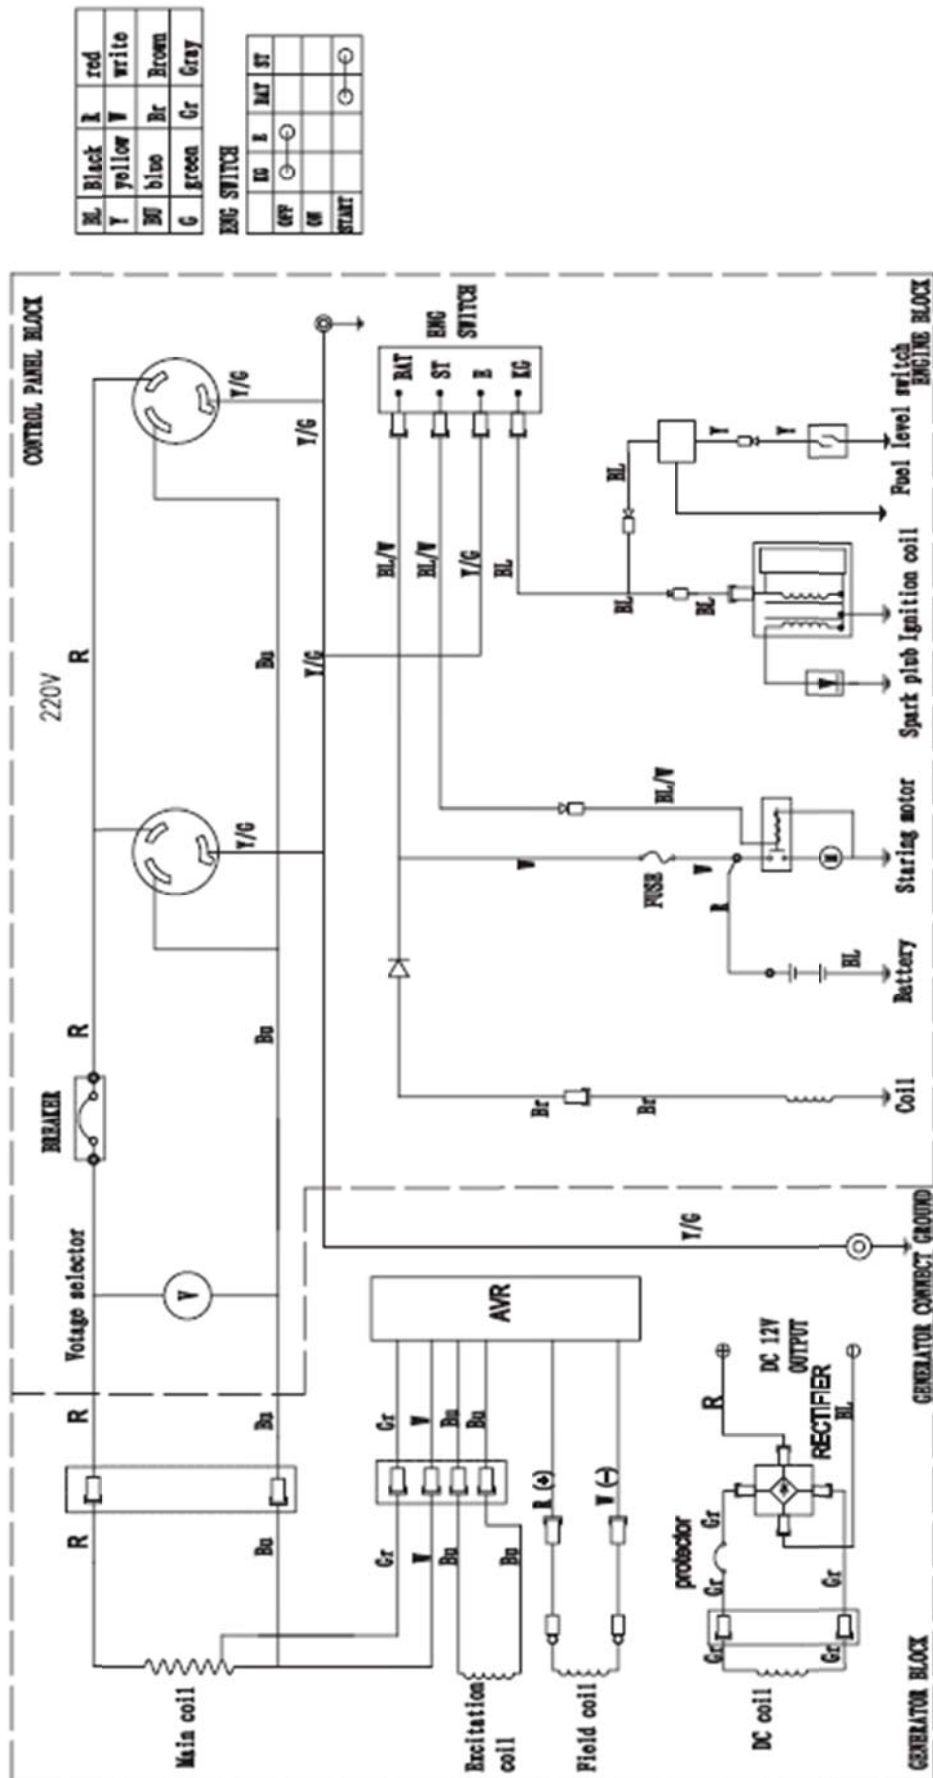 BL Black R red
Y yellow W write
BU blue Br Brown
G green Gr Gray
ENG SWITCH
KG E BAT ST
OFF
ON
START
CONTROL PANEL BLOCK
220V
BREAKER
Votage selector
R
R
R
R
V
Bu
Bu
Bu
Bu
Y/G
Y/G
Y/G
Y/G
Y/G
ENG
SWITCH
BAT
ST
E
KG
BL/W
BL/W
Y/G
BL
BL
BL
BL
Y
Y
BL/W
W
FUSE
W
R
BL
M
Br
Br
Coil
Battery
Staring motor
Spark plub
Ignition coil
Fuel level switch
ENGINE BLOCK
Main coil
Gr
W
Bu
Bu
Gr
W
Bu
Bu
AVR
Excitation
coil
R (+)
W (-)
Field coil
protector
Gr
Gr
Gr
Gr
Gr
R
BL
RECTIFIER
DC 12V
OUTPUT
DC coil
Y/G
GENERATOR BLOCK
GENERATOR CONNECT GROUND